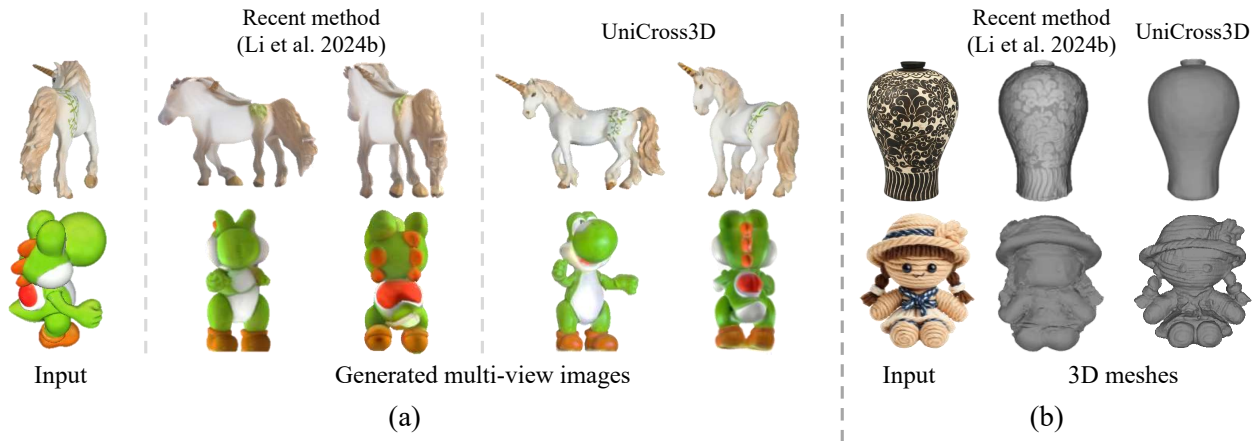 Recent method
(Li et al. 2024b)
UniCross3D
Input
Generated multi-view images
(a)
Recent method
(Li et al. 2024b)
UniCross3D
Input
3D meshes
(b)